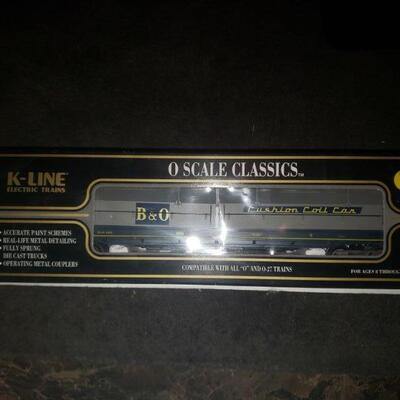 K-LINE
ELECTRIC TRAINS
O SCALE CLASSICS™
B&O
Cushion Coil Car
• ACCURATE PAINT SCHEMES
• REAL-LIFE METAL DETAILING
• FULLY SPRUNG
DIE CAST TRUCKS
• OPERATING METAL COUPLERS
COMPATIBLE WITH ALL "O" AND O-27 TRAINS
FOR AGES 8 THROUGH